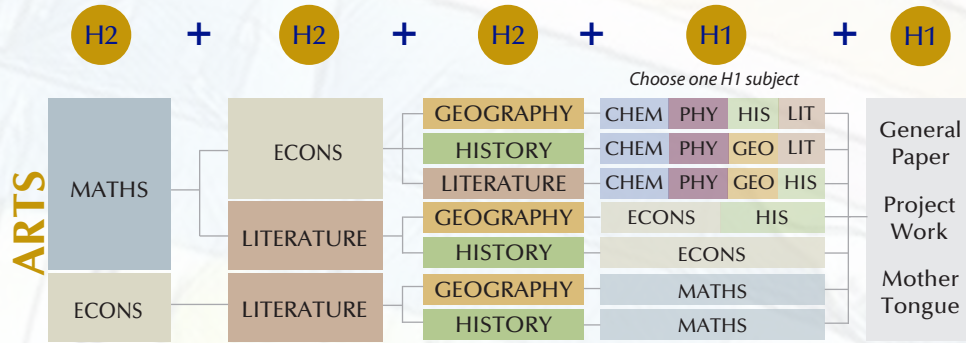 H2 + H2 + H2 + H1 + H1
Choose one H1 subject
ARTS
MATHS
ECONS
GEOGRAPHY
CHEM PHY HIS LIT
HISTORY
CHEM PHY GEO LIT
LITERATURE
CHEM PHY GEO HIS
LITERATURE
GEOGRAPHY
ECONS HIS
HISTORY
ECONS
ECONS
LITERATURE
GEOGRAPHY
MATHS
HISTORY
MATHS
General
Paper
Project
Work
Mother
Tongue